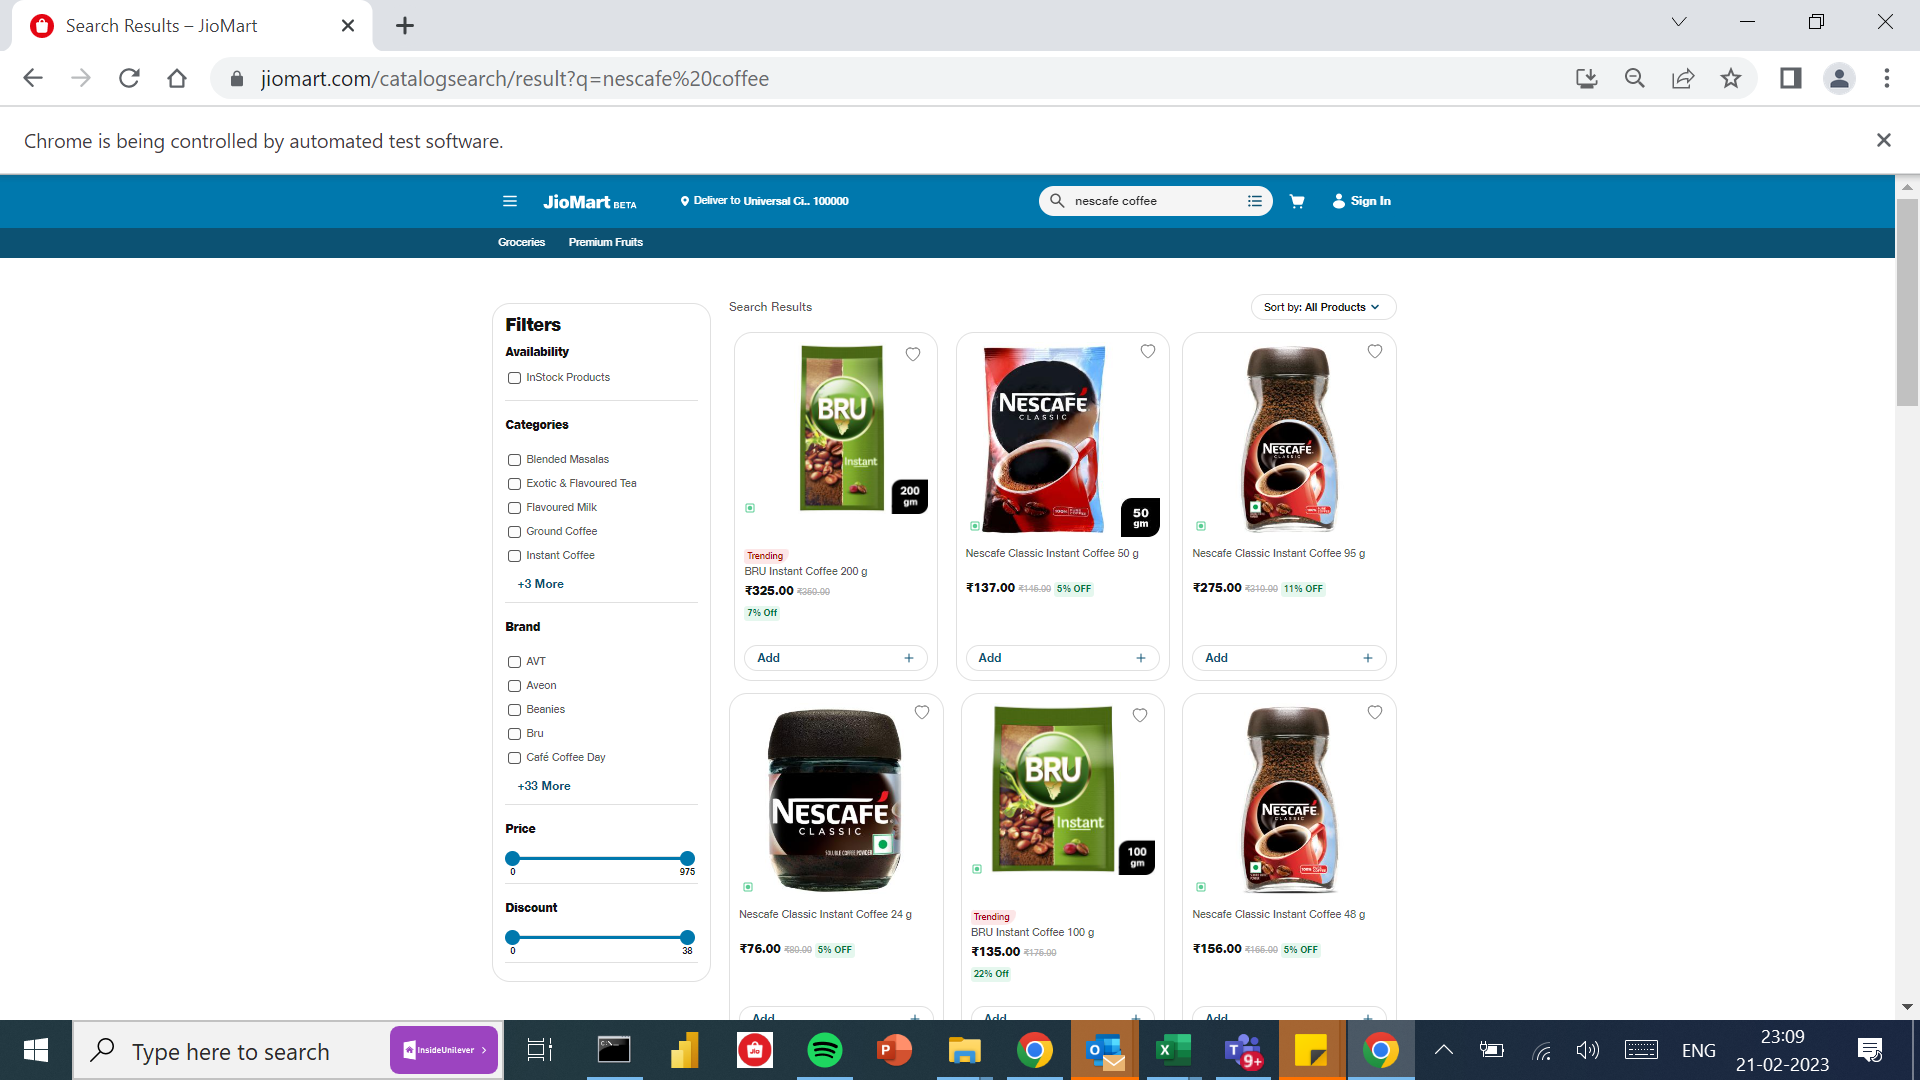 Search Results – JioMart
jiomart.com/catalogsearch/result?q=nescafe%20coffee
Chrome is being controlled by automated test software.
JioMart BETA
Deliver to Universal Ci... 100000
nescafe coffee
Sign In
Groceries
Premium Fruits
Filters
Availability
InStock Products
Categories
Blended Masalas
Exotic & Flavoured Tea
Flavoured Milk
Ground Coffee
Instant Coffee
+3 More
Brand
AVT
Aveon
Beanies
Bru
Café Coffee Day
+33 More
Price
0
975
Discount
0
38
Search Results
Sort by: All Products
BRU
Instant
200
gm
Trending
BRU Instant Coffee 200 g
₹325.00 ₹350.00
7% Off
Add +
NESCAFÉ
CLASSIC
50
gm
Nescafe Classic Instant Coffee 50 g
₹137.00 ₹145.00 5% OFF
Add +
NESCAFÉ
CLASSIC
Nescafe Classic Instant Coffee 95 g
₹275.00 ₹310.00 11% OFF
Add +
NESCAFÉ
CLASSIC
Nescafe Classic Instant Coffee 24 g
₹76.00 ₹80.00 5% OFF
Add +
BRU
Instant
100
gm
Trending
BRU Instant Coffee 100 g
₹135.00 ₹175.00
22% Off
Add +
NESCAFÉ
CLASSIC
Nescafe Classic Instant Coffee 48 g
₹156.00 ₹165.00 5% OFF
Add +
Type here to search
InsideUnilever
9+
ENG
23:09
21-02-2023